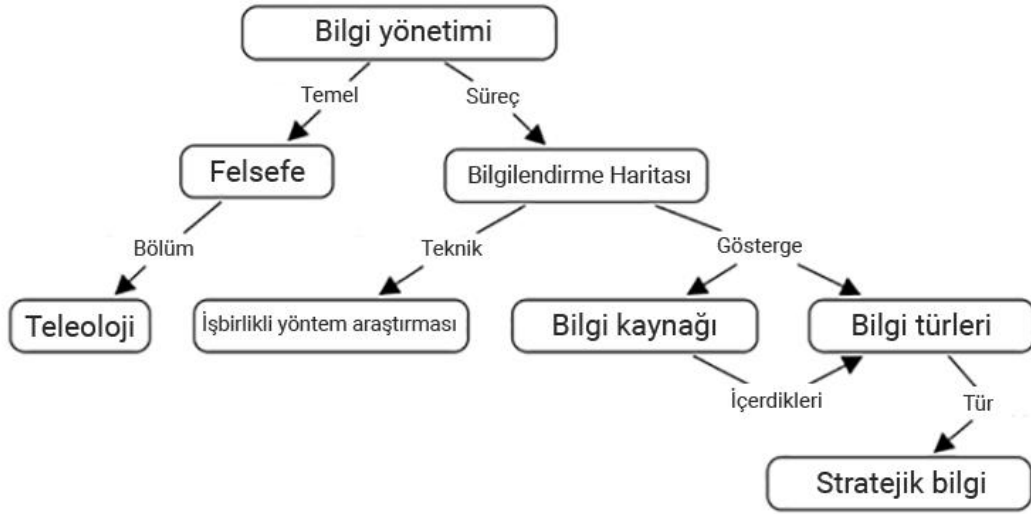 Bilgi yönetimi
Temel
Süreç
Felsefe
Bilgilendirme Haritası
Bölüm
Teknik
Gösterge
Teleoloji
İşbirlikli yöntem araştırması
Bilgi kaynağı
Bilgi türleri
İçerdikleri
Tür
Stratejik bilgi